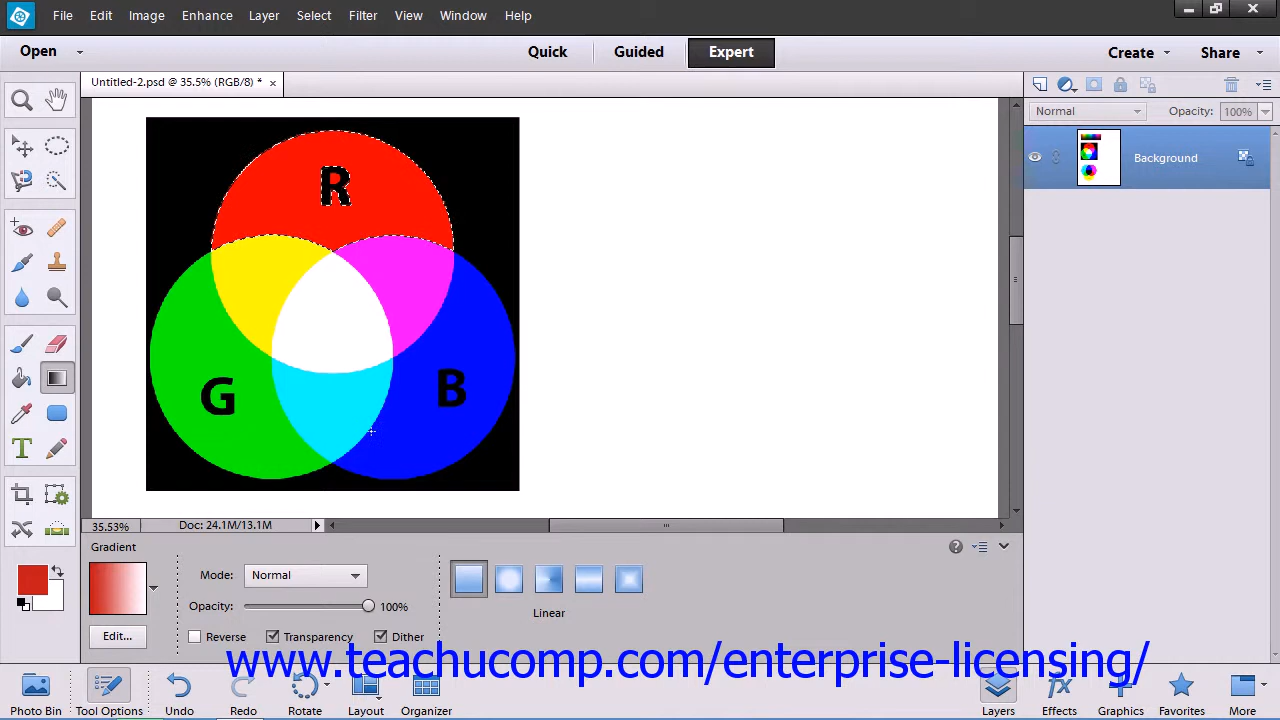 File Edit Image Enhance Layer Select Filter View Window Help
Open Quick Guided Expert Create Share
Untitled-2.psd @ 35.5% (RGB/8) * ×
Normal Opacity: 100%
Background
R
G B
35.53% Doc: 24.1M/13.1M
Gradient
Mode: Normal
Opacity: 100%
Linear
Edit... Reverse Transparency Dither
www.teachucomp.com/enterprise-licensing/
Photo Bin Tool Options Undo Redo Rotate Layout Organizer Layers Effects Graphics Favorites More